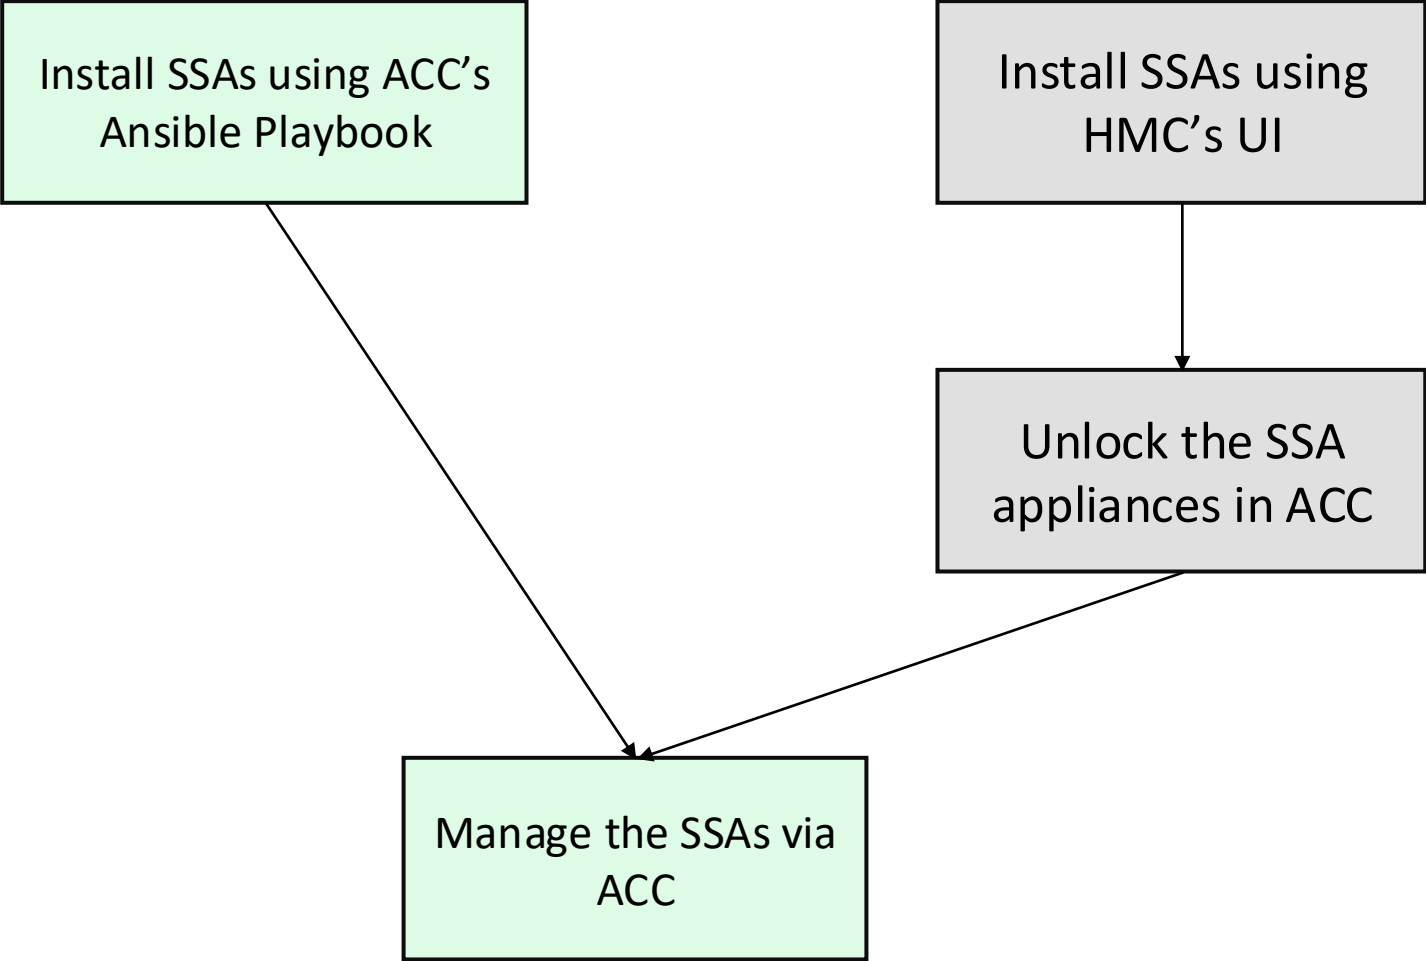 Install SSAs using ACC’s
Ansible Playbook
Install SSAs using
HMC’s UI
Unlock the SSA
appliances in ACC
Manage the SSAs via
ACC